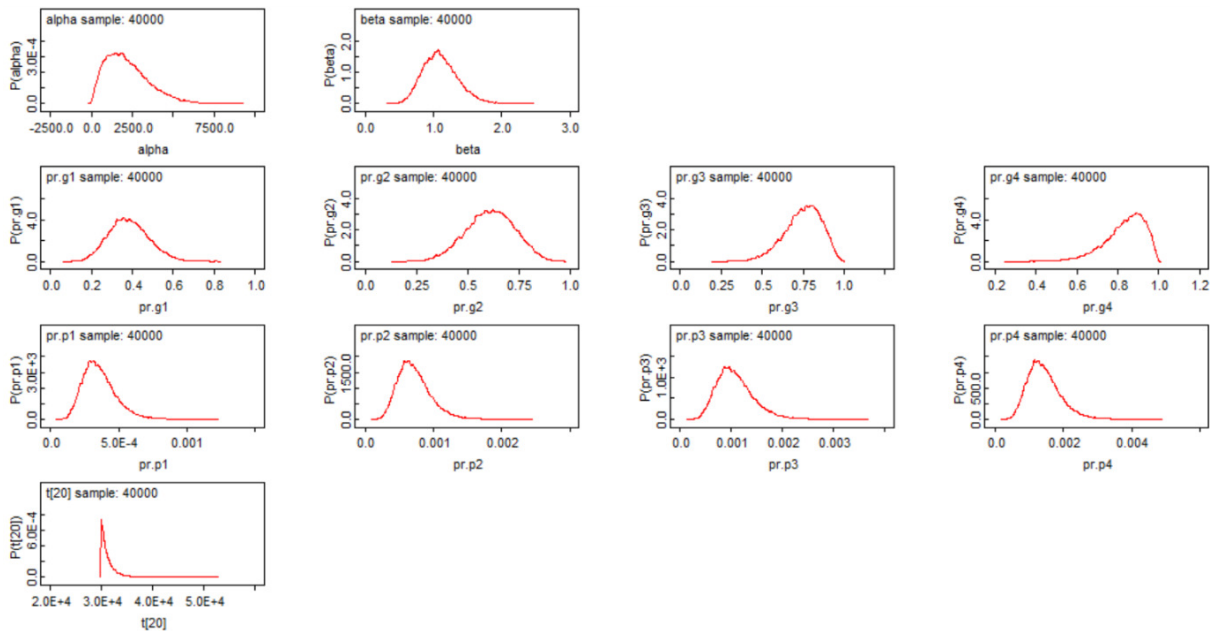 alpha sample: 40000
P(alpha)
0.0 3.0E-4
-2500.0 0.0 2500.0 7500.0
alpha
beta sample: 40000
P(beta)
0.0 1.0 2.0
0.0 1.0 2.0 3.0
beta
pr.g1 sample: 40000
P(pr.g1)
0.0 4.0
0.0 0.2 0.4 0.6 0.8 1.0
pr.g1
pr.g2 sample: 40000
P(pr.g2)
0.0 2.0 4.0
0.0 0.25 0.5 0.75 1.0
pr.g2
pr.g3 sample: 40000
P(pr.g3)
0.0 2.0 4.0
0.0 0.25 0.5 0.75 1.0
pr.g3
pr.g4 sample: 40000
P(pr.g4)
0.0 4.0
0.2 0.4 0.6 0.8 1.0 1.2
pr.g4
pr.p1 sample: 40000
P(pr.p1)
0.0 3.0E+3
0.0 5.0E-4 0.001
pr.p1
pr.p2 sample: 40000
P(pr.p2)
0.0 1500.0
0.0 0.001 0.002
pr.p2
pr.p3 sample: 40000
P(pr.p3)
0.0 1.0E+3
0.0 0.001 0.002 0.003
pr.p3
pr.p4 sample: 40000
P(pr.p4)
0.0 500.0
0.0 0.002 0.004
pr.p4
t[20] sample: 40000
P(t[20])
0.0 6.0E-4
2.0E+4 3.0E+4 4.0E+4 5.0E+4
t[20]